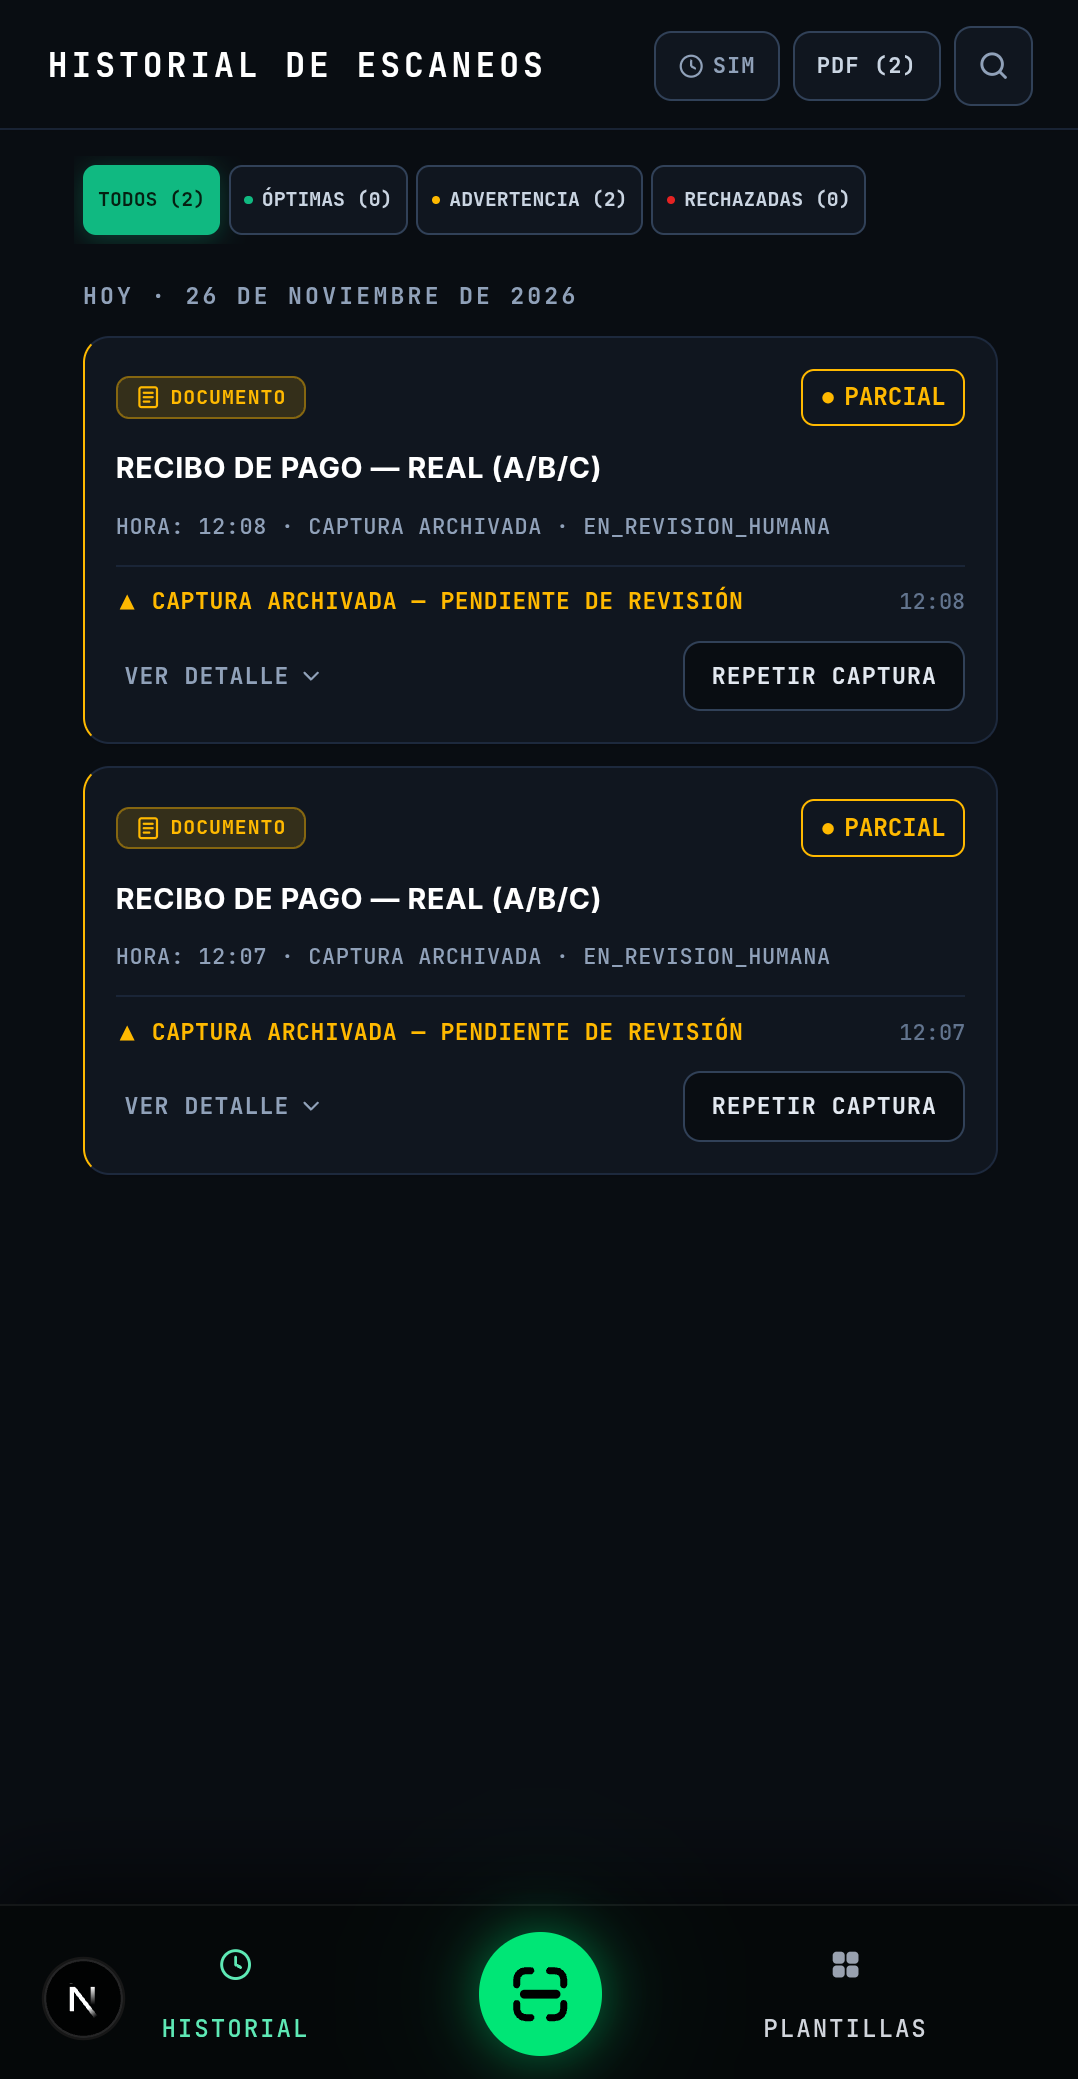 HISTORIAL DE ESCANEOS
SIM
PDF (2)
TODOS (2)
ÓPTIMAS (0)
ADVERTENCIA (2)
RECHAZADAS (0)
HOY · 26 DE NOVIEMBRE DE 2026
DOCUMENTO
● PARCIAL
RECIBO DE PAGO — REAL (A/B/C)
HORA: 12:08 · CAPTURA ARCHIVADA · EN_REVISION_HUMANA
▲ CAPTURA ARCHIVADA — PENDIENTE DE REVISIÓN
12:08
VER DETALLE
REPETIR CAPTURA
DOCUMENTO
● PARCIAL
RECIBO DE PAGO — REAL (A/B/C)
HORA: 12:07 · CAPTURA ARCHIVADA · EN_REVISION_HUMANA
▲ CAPTURA ARCHIVADA — PENDIENTE DE REVISIÓN
12:07
VER DETALLE
REPETIR CAPTURA
N
HISTORIAL
PLANTILLAS